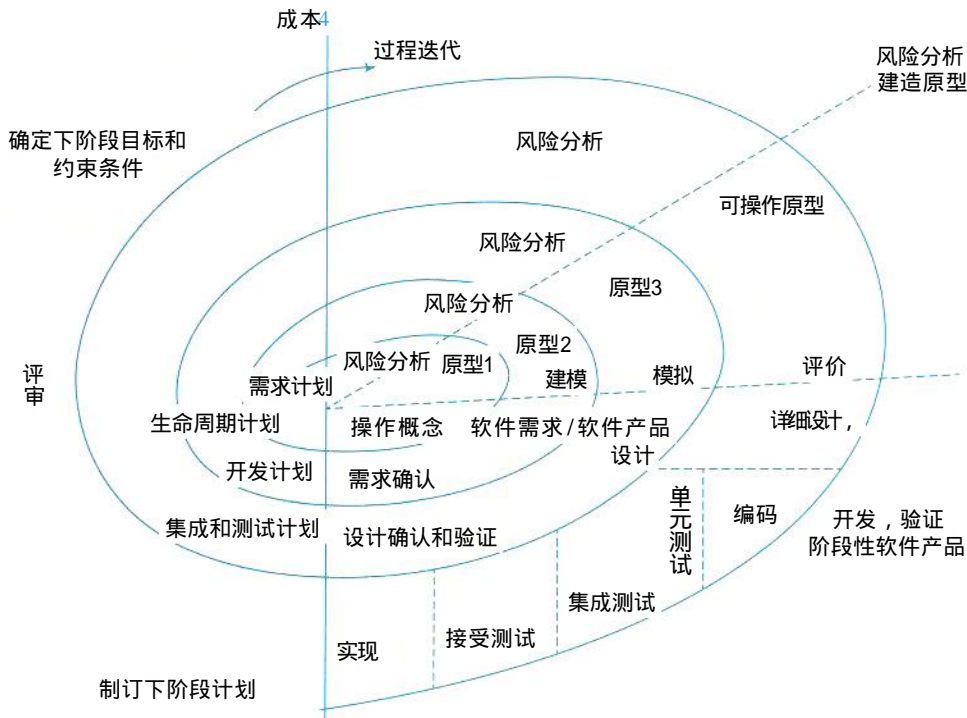 成本4
过程迭代
风险分析
建造原型
确定下阶段目标和
约束条件
风险分析
可操作原型
风险分析
原型3
风险分析
原型2
风险分析
原型1
评价
评
审
需求计划
建模
模拟
生命周期计划
操作概念
软件需求/软件产品
设计
详细设计，
开发计划
需求确认
单
元
测
试
编码
开发，验证
阶段性软件产品
集成和测试计划
设计确认和验证
集成测试
实现
接受测试
制订下阶段计划